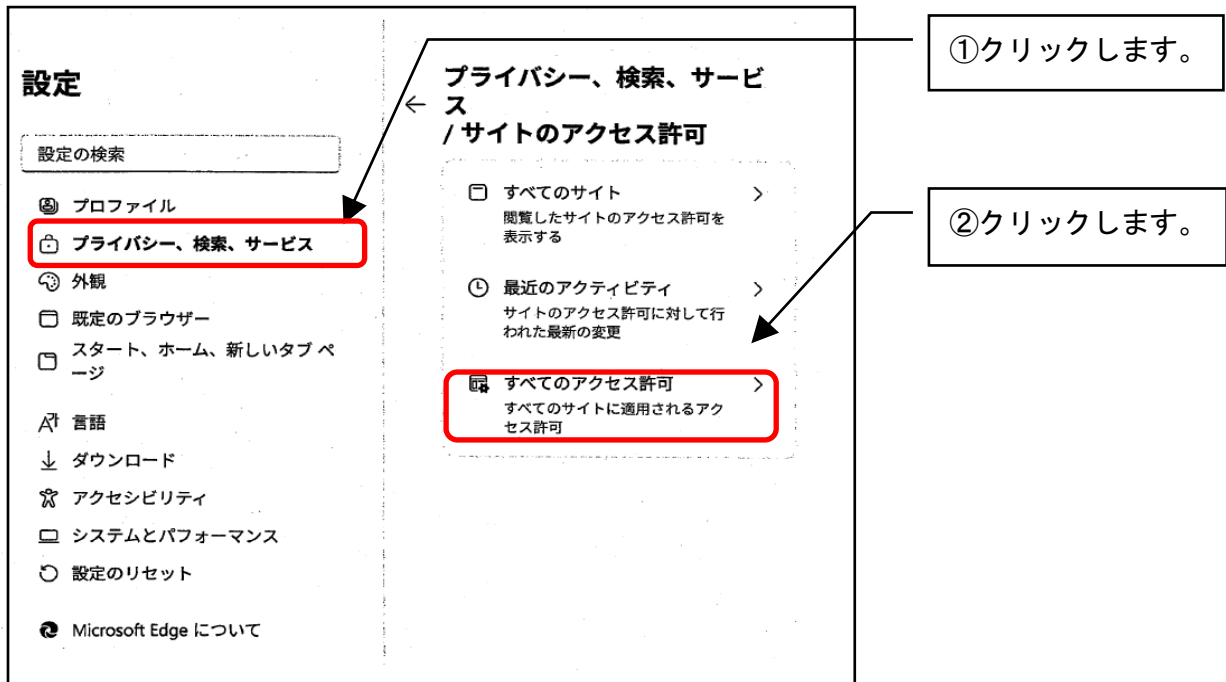 設定
設定の検索
プロファイル
プライバシー、検索、サービス
外観
既定のブラウザー
スタート、ホーム、新しいタブ ペ
ージ
言語
ダウンロード
アクセシビリティ
システムとパフォーマンス
設定のリセット
Microsoft Edge について
← プライバシー、検索、サービ
ス
/ サイトのアクセス許可
すべてのサイト
閲覧したサイトのアクセス許可を
表示する
最近のアクティビティ
サイトのアクセス許可に対して行
われた最新の変更
すべてのアクセス許可
すべてのサイトに適用されるアク
セス許可
①クリックします。
②クリックします。